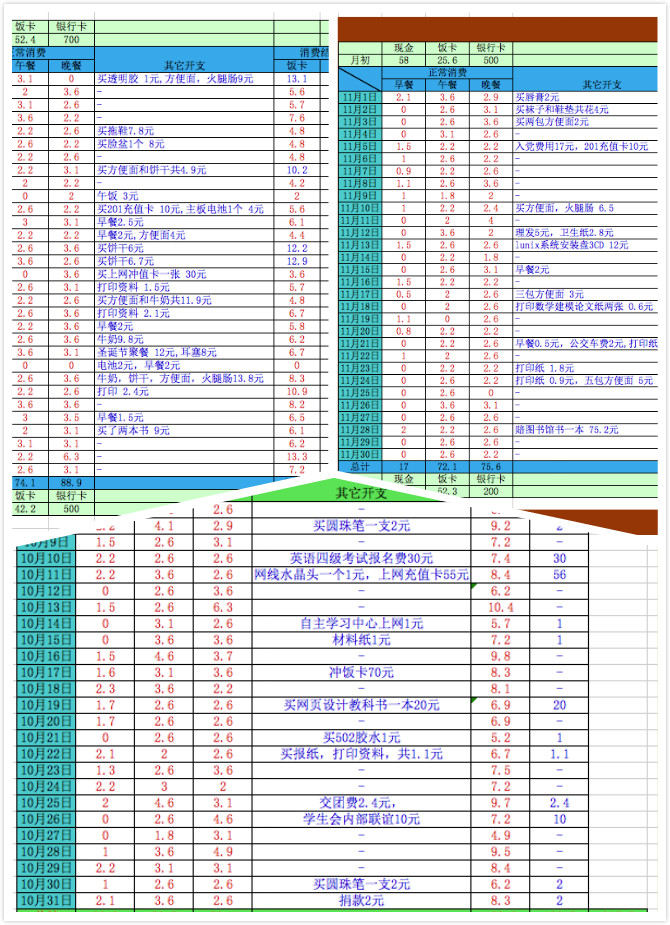 饭卡 银行卡
52.4 700
常消费 消费
午餐 晚餐 其它开支 饭卡
3.1 0 买透明胶 1元,方便面，火腿肠9元 13.1
2 3.6 - 5.6
3.1 2.6 - 5.7
3.6 2.2 - 7.6
2.2 2.6 买拖鞋7.8元 4.8
2.6 2.2 买脸盆1个 8元 4.8
2.2 2.6 - 4.8
2.2 3.1 买方便面和饼干共4.9元 10.2
2 2.2 - 4.2
0 2 午饭 3元 2
2.6 2.2 买201充值卡 10元,主板电池1个 4元 5.6
3 3.1 早餐2.5元 6.1
2.2 2.2 早餐2元,方便面4元 4.4
2.2 2.6 买饼干6元 12.2
2.6 3.6 买饼干6.7元 12.9
0 3.6 买上网冲值卡一张 30元 3.6
2.6 3.1 打印资料 1.5元 5.7
2.2 2.6 买方便面和牛奶共11.9元 4.8
2.6 3.6 打印资料 2.1元 6.7
2.2 3.6 早餐2元 5.8
2.2 2.6 牛奶9.8元 6.2
3.6 3.1 圣诞节聚餐 12元,耳塞8元 6.7
0 0 电池2元，早餐2元 0
2.6 3.6 牛奶，饼干，方便面，火腿肠13.8元 8.3
2.2 2.6 打印 2.4元 10.9
3.6 3.6 - 8.2
3 3.5 早餐1.5元 6.5
2 3.1 买了两本书 9元 6.1
3.1 3.1 - 6.2
2.2 6.3 - 13.3
2.6 3.1 - 7.2
74.1 88.9
饭卡 银行卡
42.2 500
现金 饭卡 银行卡
月初 58 25.6 500
正常消费
早餐 午餐 晚餐 其它开支
11月1日 2.1 3.6 2.9 买唇膏2元
11月2日 0 2.6 3.1 买袜子和鞋垫共花4元
11月3日 0 2.6 3.6 买两包方便面2元
11月4日 0 3.1 2.6 -
11月5日 1.5 2.2 2.2 入党费用17元，201充值卡10元
11月6日 1 2.6 2.2 -
11月7日 0.9 2.2 2.6 -
11月8日 1.1 2.6 3.6 -
11月9日 1 1.8 2 -
11月10日 1 2.2 2.4 买方便面，火腿肠 6.5
11月11日 0 2 4 -
11月12日 0 3.6 2 理发5元，卫生纸2.8元
11月13日 1.5 2.6 2.6 lunix系统安装盘3CD 12元
11月14日 0 2.2 1.8 -
11月15日 0 2.6 3.1 早餐2元
11月16日 1.5 2.2 2.2 -
11月17日 0.5 2 2.6 三包方便面 3元
11月18日 0 2 2.6 打印数学建模论文纸两张 0.6元
11月19日 1.1 0 2.6 -
11月20日 0.8 2.2 2.2 -
11月21日 0 2.2 2.6 早餐0.5元，公交车费2元,打印纸
11月22日 1 2 2.6 -
11月23日 0 2.2 2.2 打印纸 1.8元
11月24日 0 2.6 2.2 打印纸 0.9元，五包方便面 5元
11月25日 0 2.6 0 -
11月26日 0 3.6 3.1 -
11月27日 0 2.6 2.6 -
11月28日 2 2.2 2.6 赔图书馆书一本 75.2元
11月29日 0 2.6 2.6 -
11月30日 0 2.6 2.2 -
总计 17 72.1 75.6
现金 饭卡 银行卡
52.3 200
其它开支
2.6 -
2.2 4.1 2.9 买圆珠笔一支2元 9.2 2
10月9日 1.5 2.6 3.1 - 7.2 -
10月10日 2.2 2.6 2.6 英语四级考试报名费30元 7.4 30
10月11日 2.2 3.6 2.6 网线水晶头一个1元，上网充值卡55元 8.4 56
10月12日 0 2.6 3.6 - 6.2 -
10月13日 1.5 2.6 6.3 - 10.4 -
10月14日 0 3.1 2.6 自主学习中心上网1元 5.7 1
10月15日 0 3.6 3.6 材料纸1元 7.2 1
10月16日 1.5 4.6 3.7 - 9.8 -
10月17日 1.6 3.1 3.6 冲饭卡70元 8.3 -
10月18日 2.3 3.6 2.2 - 8.1 -
10月19日 1.7 2.6 2.6 买网页设计教科书一本20元 6.9 20
10月20日 1.7 2.6 2.6 - 6.9 -
10月21日 0 2.6 2.6 买502胶水1元 5.2 1
10月22日 2.1 2 2.6 买报纸，打印资料，共1.1元 6.7 1.1
10月23日 1.3 2.6 3.6 - 7.5 -
10月24日 2.2 3 2 - 7.2 -
10月25日 2 4.6 3.1 交团费2.4元， 9.7 2.4
10月26日 0 2.6 4.6 学生会内部联谊10元 7.2 10
10月27日 0 1.8 3.1 - 4.9 -
10月28日 1 3.6 4.9 - 9.5 -
10月29日 2.2 3.1 3.1 - 8.4 -
10月30日 1 2.6 2.6 买圆珠笔一支2元 6.2 2
10月31日 2.1 3.6 2.6 捐款2元 8.3 2